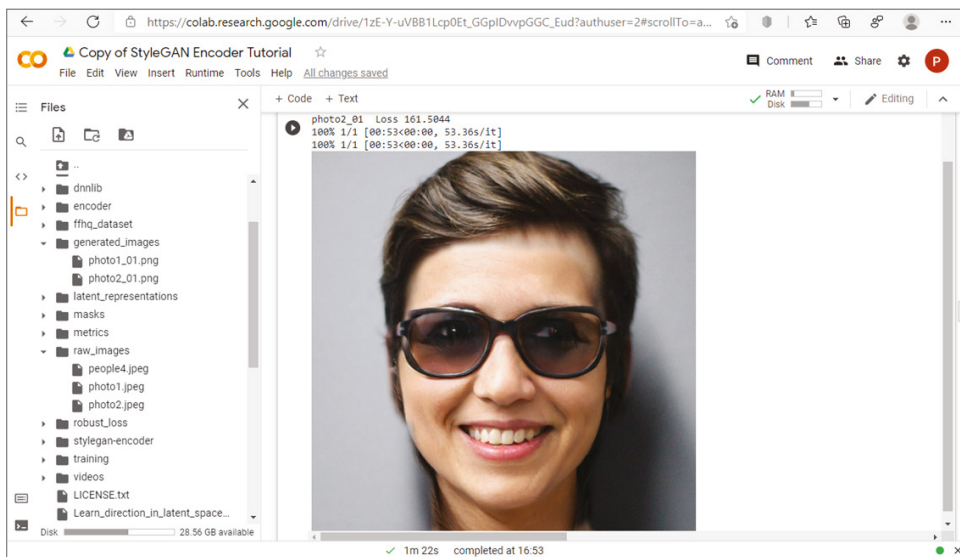 https://colab.research.google.com/drive/1zE-Y-uVBB1Lcp0Et_GGpIDvvpGGC_Eud?authuser=2#scrollTo=a...
CO Copy of StyleGAN Encoder Tutorial
File Edit View Insert Runtime Tools Help All changes saved
Comment Share P
Files
+ Code + Text
RAM
Disk
Editing
..
dnnlib
encoder
ffhq_dataset
generated_images
photo1_01.png
photo2_01.png
latent_representations
masks
metrics
raw_images
people4.jpeg
photo1.jpeg
photo2.jpeg
robust_loss
stylegan-encoder
training
videos
LICENSE.txt
Learn_direction_in_latent_space...
Disk 28.56 GB available
photo2_01 Loss 161.5044
100% 1/1 [00:53<00:00, 53.36s/it]
100% 1/1 [00:53<00:00, 53.36s/it]
1m 22s completed at 16:53